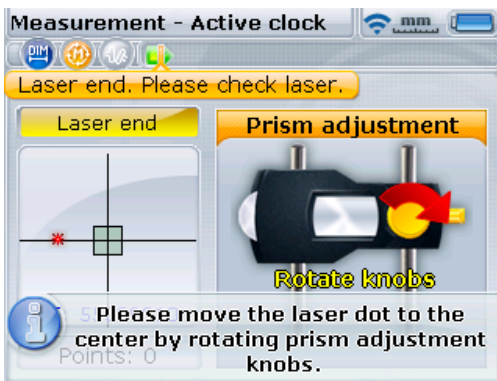 Measurement - Active clock
mm
DIM
M
Laser end. Please check laser.
Laser end
Prism adjustment
Rotate knobs
Please move the laser dot to the
center by rotating prism adjustment
knobs.
Points: 0